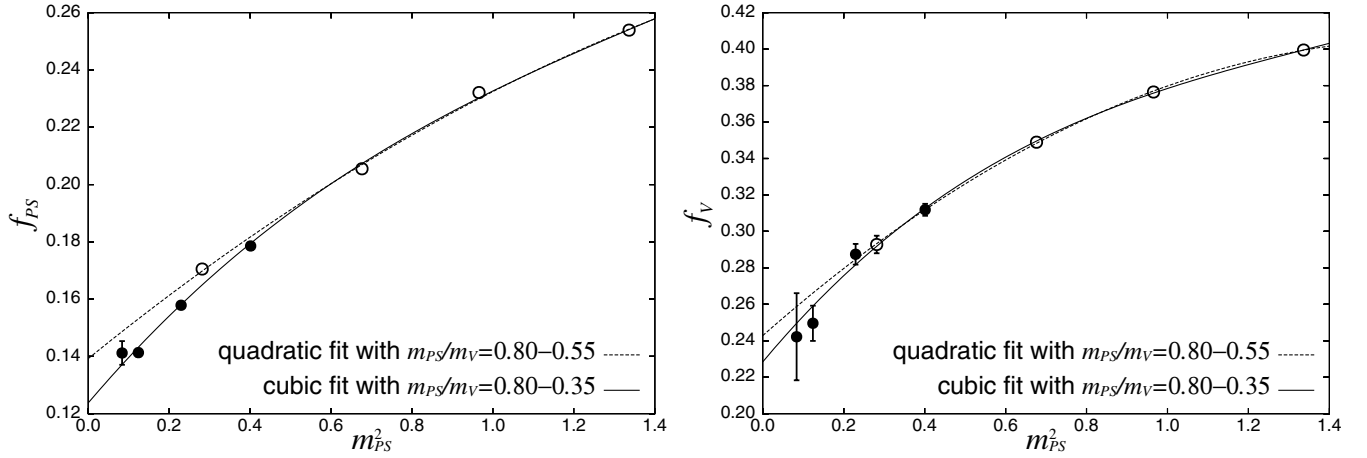 0.26
0.24
0.22
0.20
0.18
0.16
0.14
0.12
f_PS
quadratic fit with m_PS/m_V=0.80–0.55
cubic fit with m_PS/m_V=0.80–0.35
0.0 0.2 0.4 0.6 0.8 1.0 1.2 1.4
m²_PS
0.42
0.40
0.38
0.36
0.34
0.32
0.30
0.28
0.26
0.24
0.22
0.20
f_V
quadratic fit with m_PS/m_V=0.80–0.55
cubic fit with m_PS/m_V=0.80–0.35
0.0 0.2 0.4 0.6 0.8 1.0 1.2 1.4
m²_PS